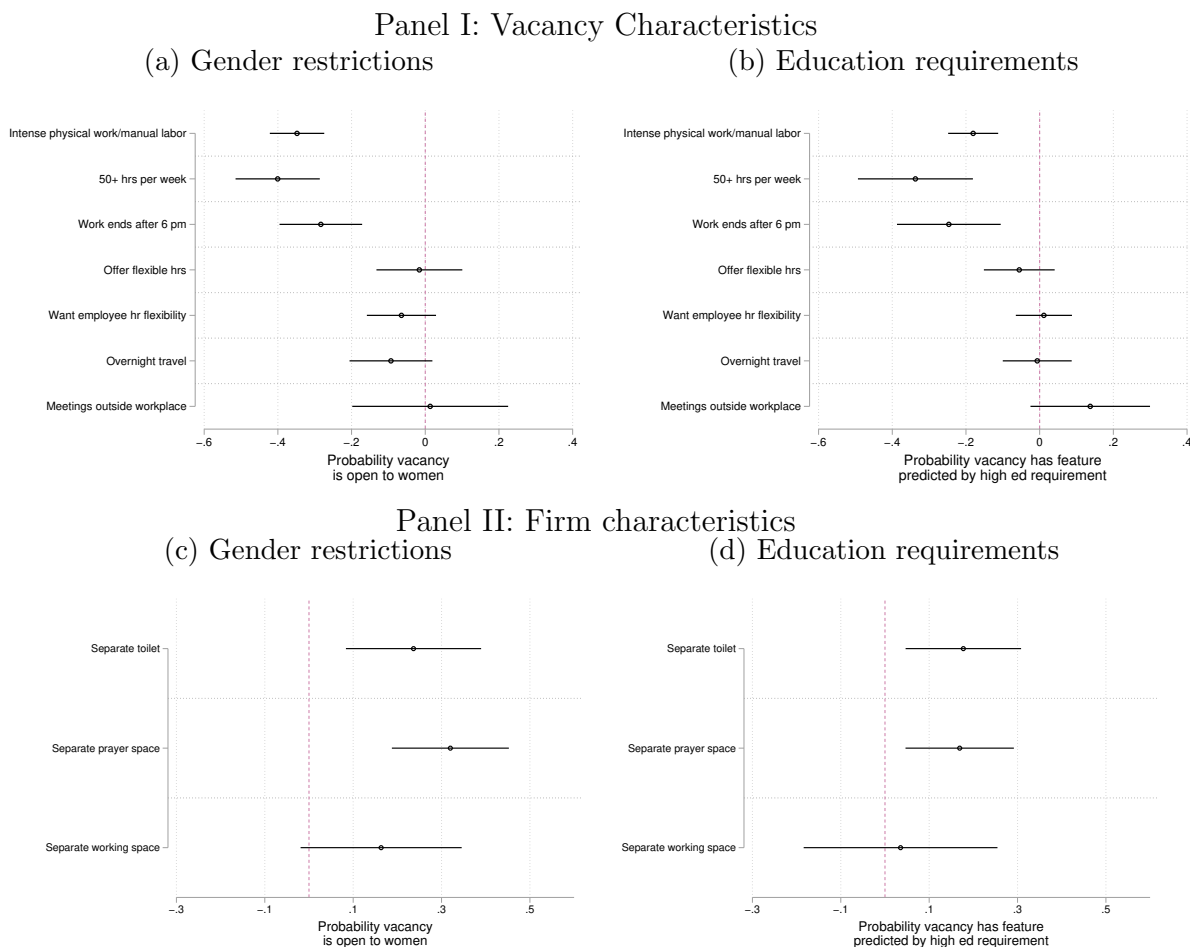 Panel I: Vacancy Characteristics
(a) Gender restrictions
Intense physical work/manual labor
50+ hrs per week
Work ends after 6 pm
Offer flexible hrs
Want employee hr flexibility
Overnight travel
Meetings outside workplace
−.6 −.4 −.2 0 .2 .4
Probability vacancy
is open to women
(b) Education requirements
Intense physical work/manual labor
50+ hrs per week
Work ends after 6 pm
Offer flexible hrs
Want employee hr flexibility
Overnight travel
Meetings outside workplace
−.6 −.4 −.2 0 .2 .4
Probability vacancy has feature
predicted by high ed requirement
Panel II: Firm characteristics
(c) Gender restrictions
Separate toilet
Separate prayer space
Separate working space
−.3 −.1 .1 .3 .5
Probability vacancy
is open to women
(d) Education requirements
Separate toilet
Separate prayer space
Separate working space
−.3 −.1 .1 .3 .5
Probability vacancy has feature
predicted by high ed requirement